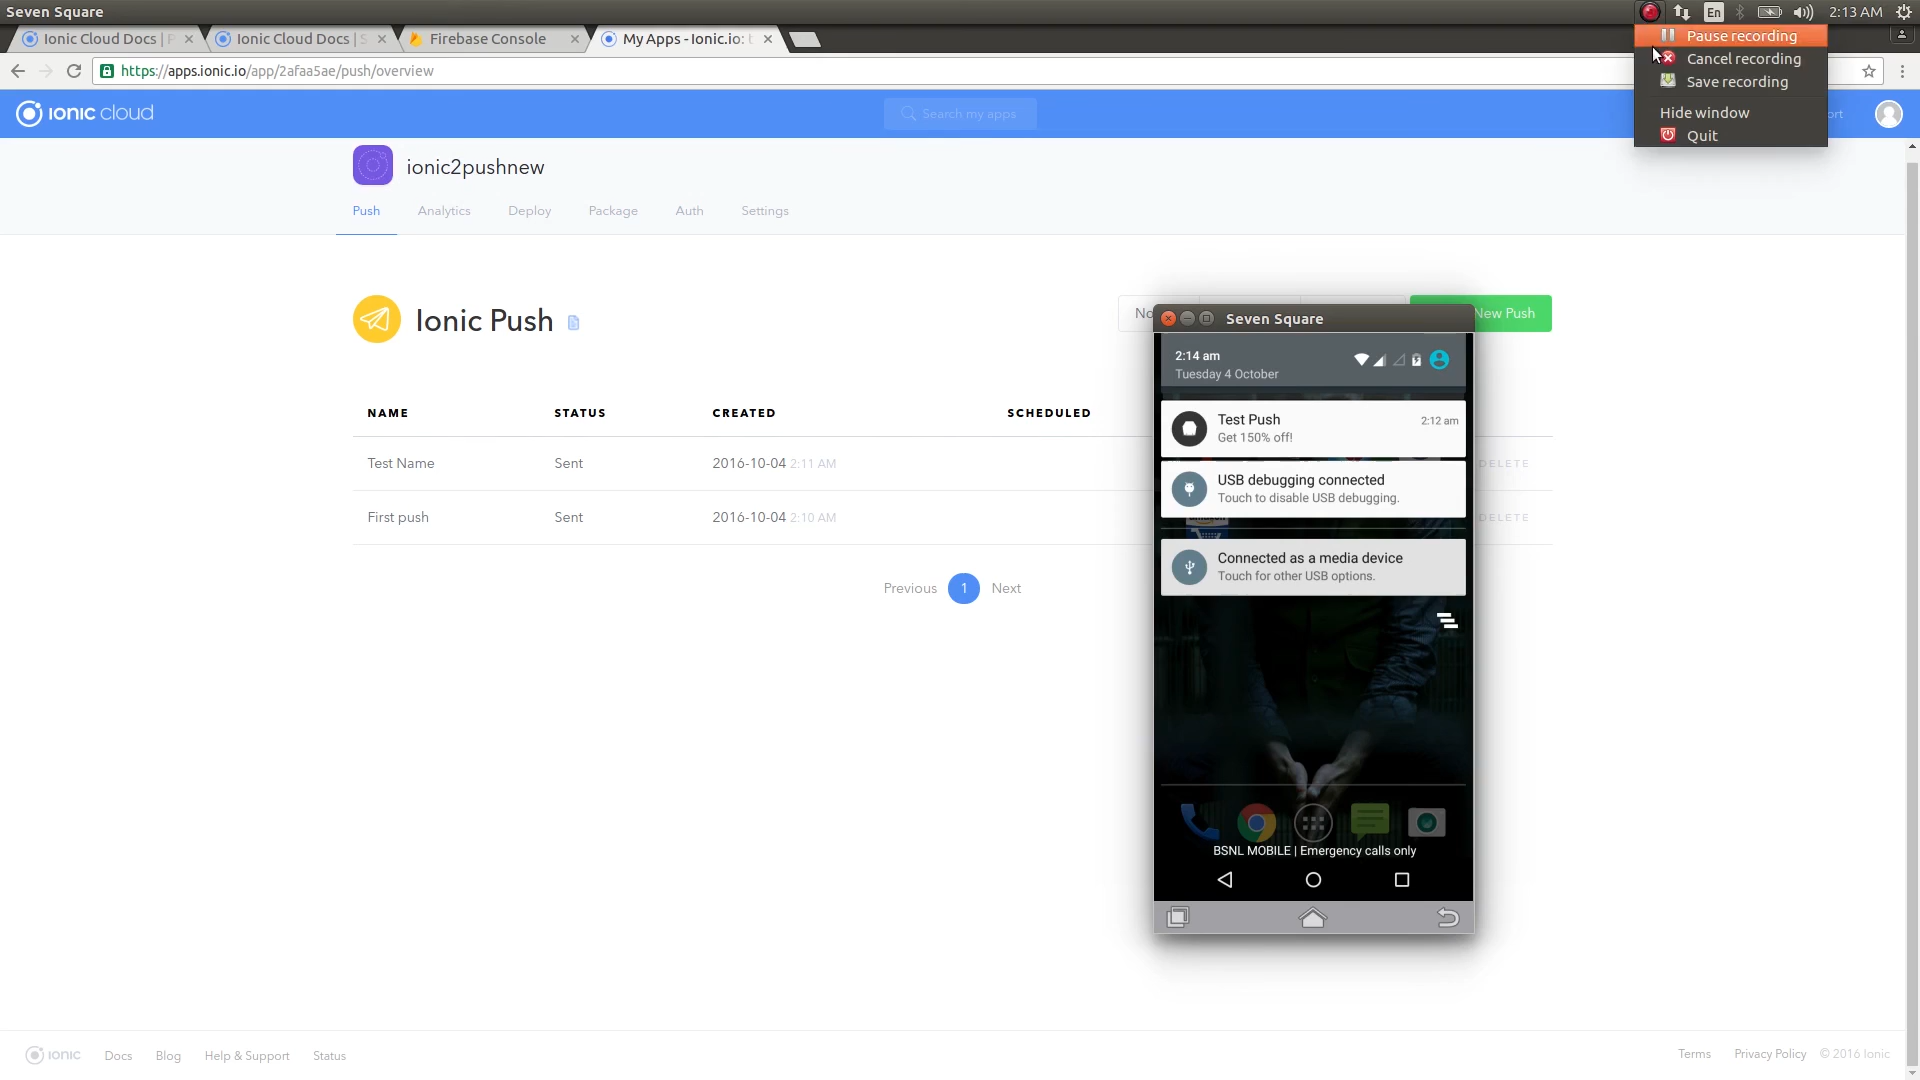 Seven Square
En
2:13 AM
Ionic Cloud Docs | P
Ionic Cloud Docs | S
Firebase Console
My Apps - Ionic.io:
Pause recording
Cancel recording
Save recording
Hide window
Quit
https://apps.ionic.io/app/2afaa5ae/push/overview
ionic cloud
Search my apps
ort
ionic2pushnew
Push
Analytics
Deploy
Package
Auth
Settings
Ionic Push
No
New Push
NAME
STATUS
CREATED
SCHEDULED
Test Name
Sent
2016-10-04 2:11 AM
DELETE
First push
Sent
2016-10-04 2:10 AM
DELETE
Previous
1
Next
Seven Square
2:14 am
Tuesday 4 October
Test Push
2:12 am
Get 150% off!
USB debugging connected
Touch to disable USB debugging.
Connected as a media device
Touch for other USB options.
BSNL MOBILE | Emergency calls only
ionic
Docs
Blog
Help & Support
Status
Terms
Privacy Policy
© 2016 Ionic